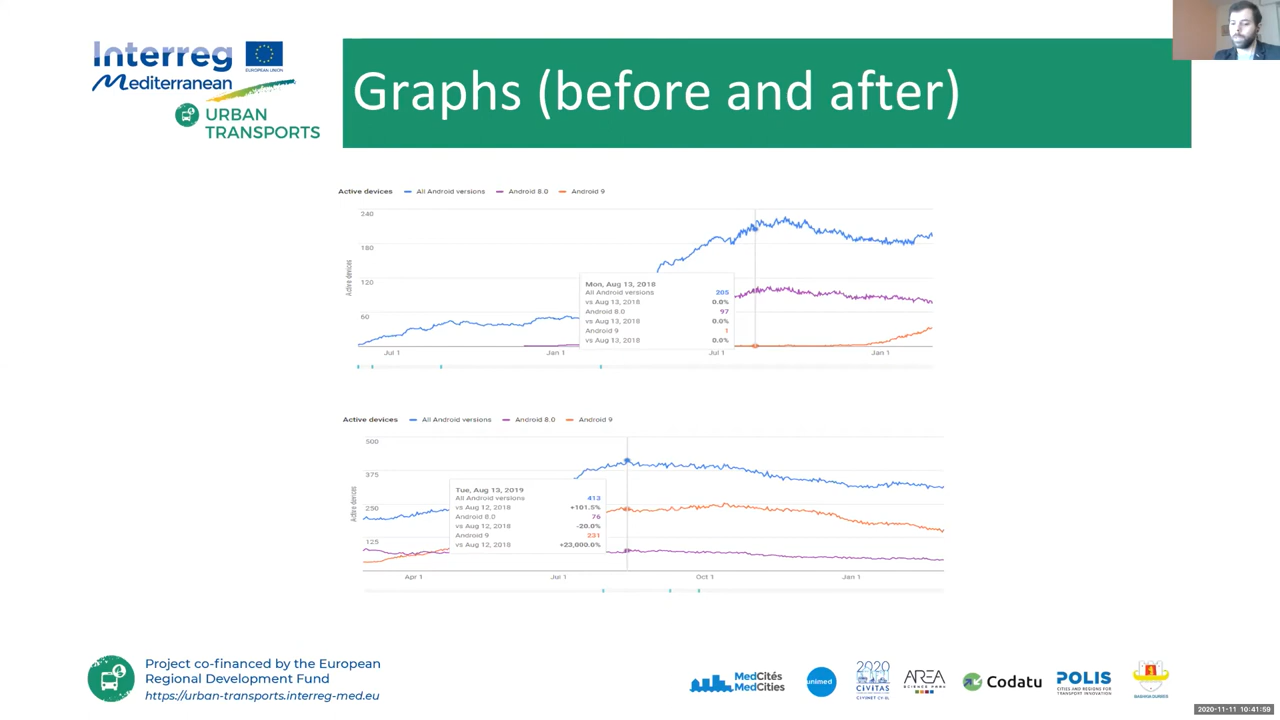 Interreg
EUROPEAN UNION
Mediterranean
URBAN
TRANSPORTS
Graphs (before and after)
Active devices All Android versions Android 8.0 Android 9
240
180
120
60
Active devices
Mon, Aug 13, 2018
All Android versions 205
vs Aug 13, 2018 0.0%
Android 8.0 97
vs Aug 13, 2018 0.0%
Android 9 1
vs Aug 13, 2018 0.0%
Jul 1 Jan 1 Jul 1 Jan 1
Active devices All Android versions Android 8.0 Android 9
500
375
250
125
Active devices
Tue, Aug 13, 2019
All Android versions 413
vs Aug 12, 2018 +101.5%
Android 8.0 76
vs Aug 12, 2018 -20.0%
Android 9 231
vs Aug 12, 2018 +23,000.0%
Apr 1 Jul 1 Oct 1 Jan 1
Project co-financed by the European
Regional Development Fund
https://urban-transports.interreg-med.eu
MedCités
MedCities
unimed
2020
CIVITAS
AREA
SCIENCE PARK
Codatu
POLIS
CITIES AND REGIONS FOR
TRANSPORT INNOVATION
BASHKIA DURRËS
2020-11-11 10:41:59